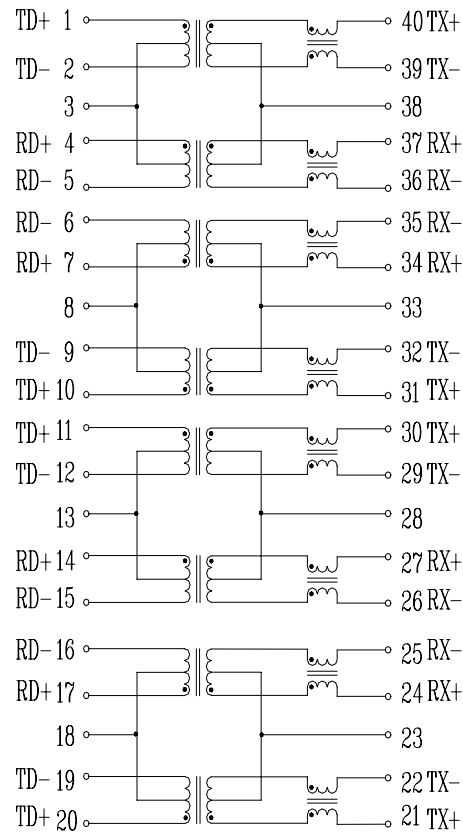 TD+ 1 40 TX+
TD- 2 39 TX-
3 38
RD+ 4 37 RX+
RD- 5 36 RX-
RD- 6 35 RX-
RD+ 7 34 RX+
8 33
TD- 9 32 TX-
TD+ 10 31 TX+
TD+ 11 30 TX+
TD- 12 29 TX-
13 28
RD+ 14 27 RX+
RD- 15 26 RX-
RD- 16 25 RX-
RD+ 17 24 RX+
18 23
TD- 19 22 TX-
TD+ 20 21 TX+